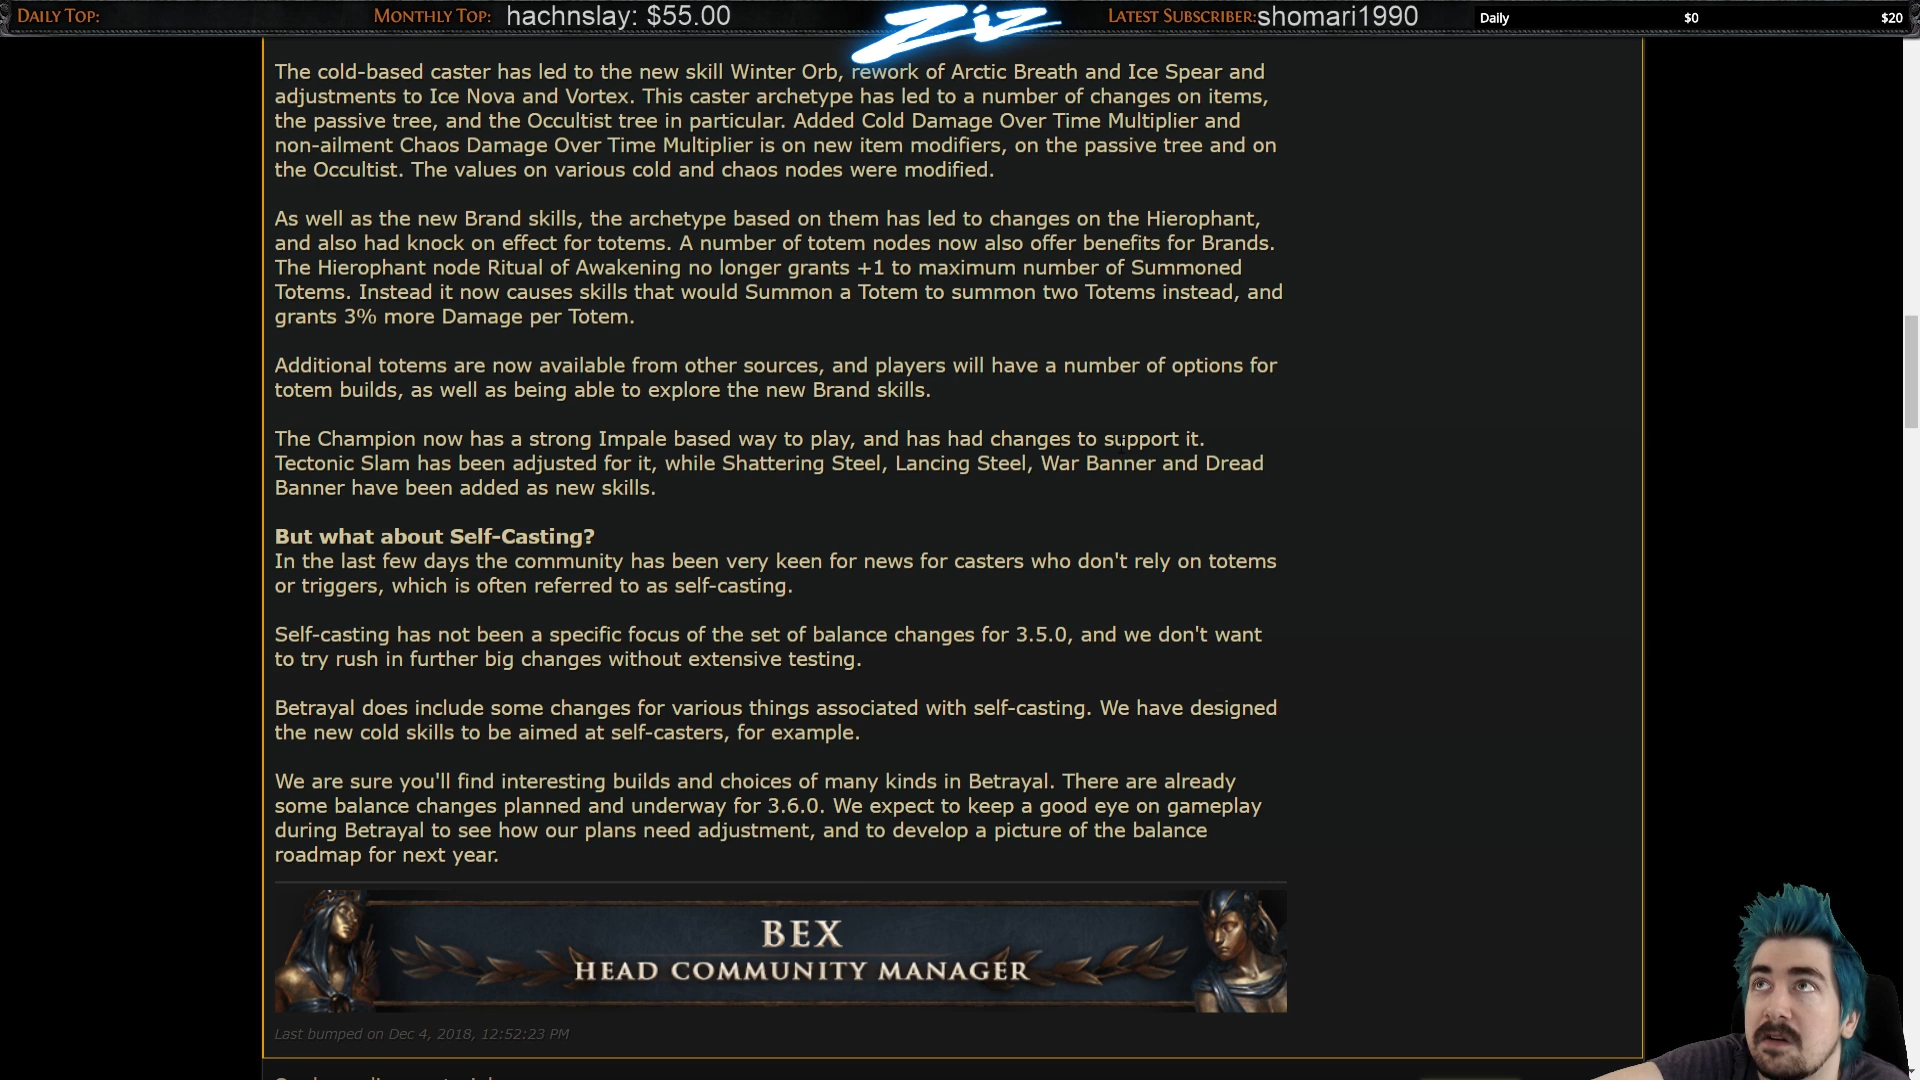 DAILY TOP: MONTHLY TOP: hachnslay: $55.00 Ziz LATEST SUBSCRIBER: shomari1990 Daily $0 $20
The cold-based caster has led to the new skill Winter Orb, rework of Arctic Breath and Ice Spear and
adjustments to Ice Nova and Vortex. This caster archetype has led to a number of changes on items,
the passive tree, and the Occultist tree in particular. Added Cold Damage Over Time Multiplier and
non-ailment Chaos Damage Over Time Multiplier is on new item modifiers, on the passive tree and on
the Occultist. The values on various cold and chaos nodes were modified.
As well as the new Brand skills, the archetype based on them has led to changes on the Hierophant,
and also had knock on effect for totems. A number of totem nodes now also offer benefits for Brands.
The Hierophant node Ritual of Awakening no longer grants +1 to maximum number of Summoned
Totems. Instead it now causes skills that would Summon a Totem to summon two Totems instead, and
grants 3% more Damage per Totem.
Additional totems are now available from other sources, and players will have a number of options for
totem builds, as well as being able to explore the new Brand skills.
The Champion now has a strong Impale based way to play, and has had changes to support it.
Tectonic Slam has been adjusted for it, while Shattering Steel, Lancing Steel, War Banner and Dread
Banner have been added as new skills.
But what about Self-Casting?
In the last few days the community has been very keen for news for casters who don't rely on totems
or triggers, which is often referred to as self-casting.
Self-casting has not been a specific focus of the set of balance changes for 3.5.0, and we don't want
to try rush in further big changes without extensive testing.
Betrayal does include some changes for various things associated with self-casting. We have designed
the new cold skills to be aimed at self-casters, for example.
We are sure you'll find interesting builds and choices of many kinds in Betrayal. There are already
some balance changes planned and underway for 3.6.0. We expect to keep a good eye on gameplay
during Betrayal to see how our plans need adjustment, and to develop a picture of the balance
roadmap for next year.
BEX
HEAD COMMUNITY MANAGER
Last bumped on Dec 4, 2018, 12:52:23 PM